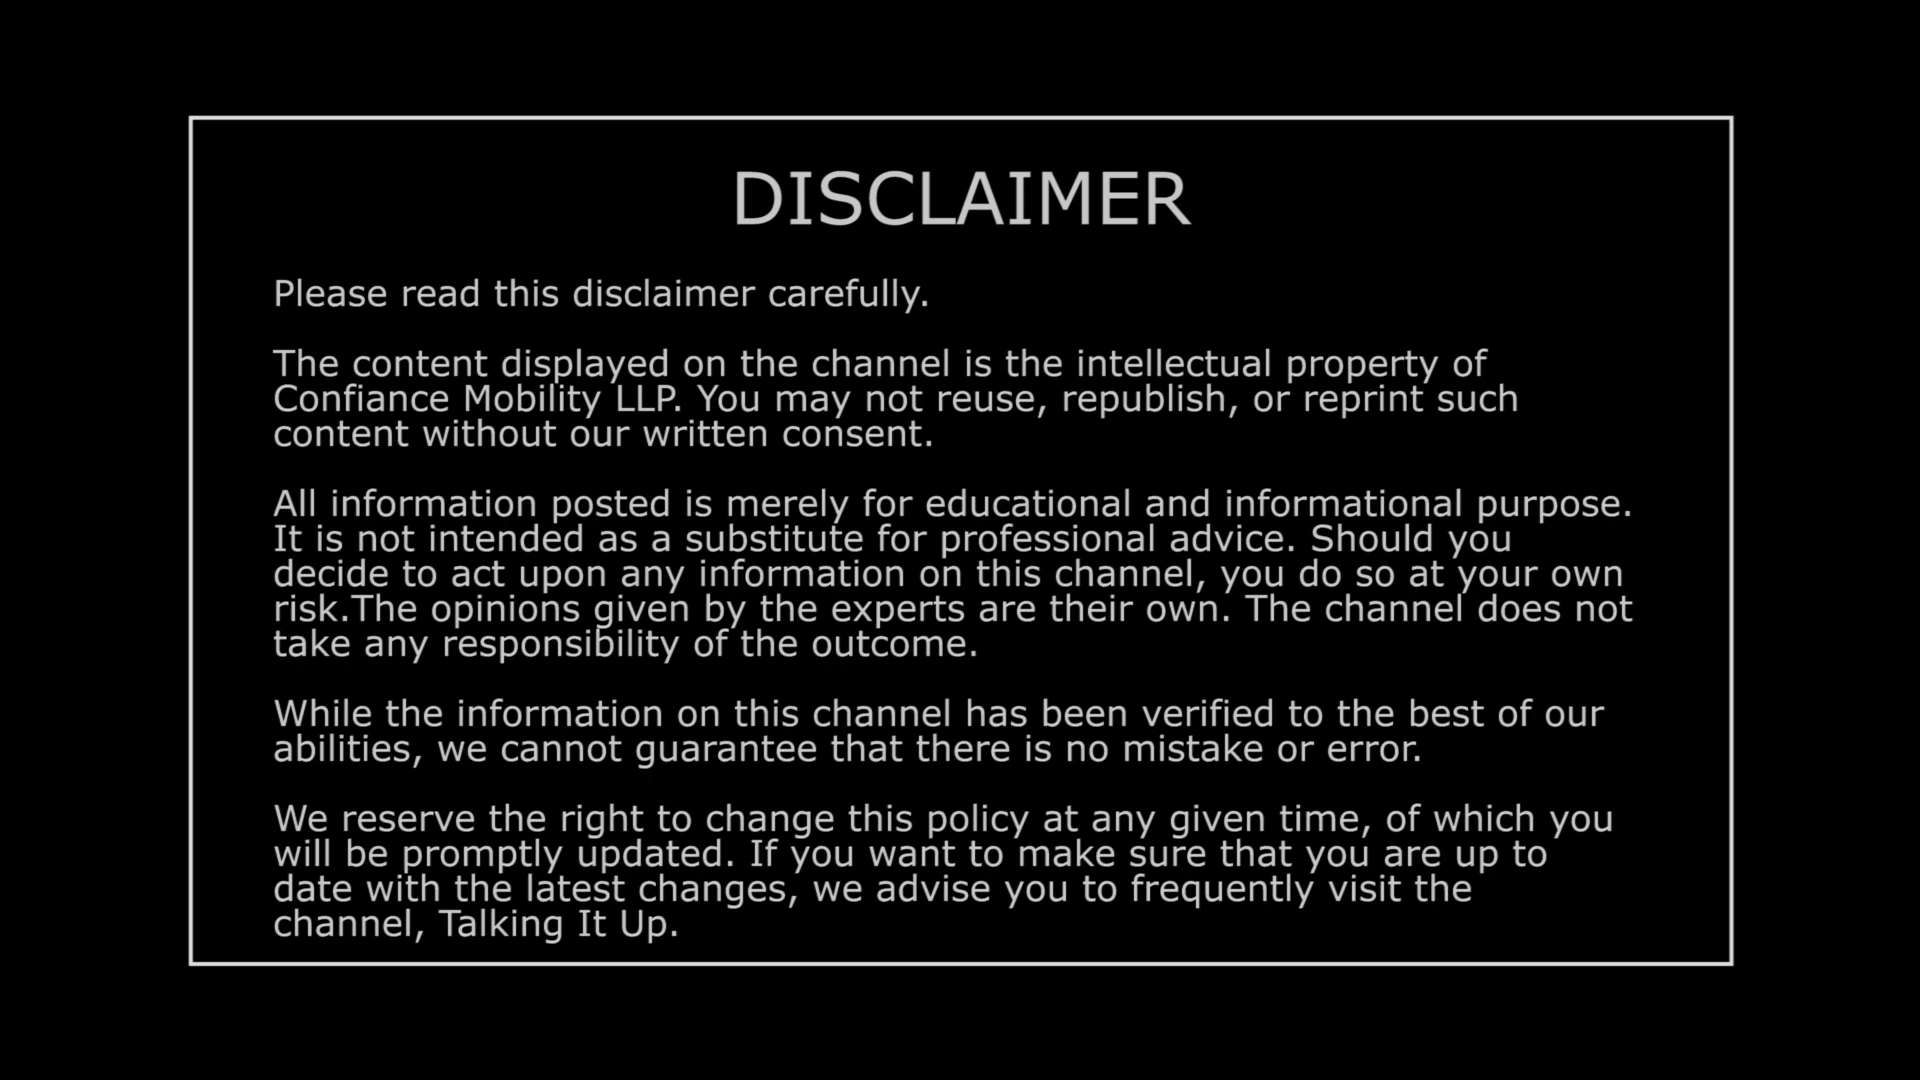 DISCLAIMER
Please read this disclaimer carefully.
The content displayed on the channel is the intellectual property of
Confiance Mobility LLP. You may not reuse, republish, or reprint such
content without our written consent.
All information posted is merely for educational and informational purpose.
It is not intended as a substitute for professional advice. Should you
decide to act upon any information on this channel, you do so at your own
risk.The opinions given by the experts are their own. The channel does not
take any responsibility of the outcome.
While the information on this channel has been verified to the best of our
abilities, we cannot guarantee that there is no mistake or error.
We reserve the right to change this policy at any given time, of which you
will be promptly updated. If you want to make sure that you are up to
date with the latest changes, we advise you to frequently visit the
channel, Talking It Up.